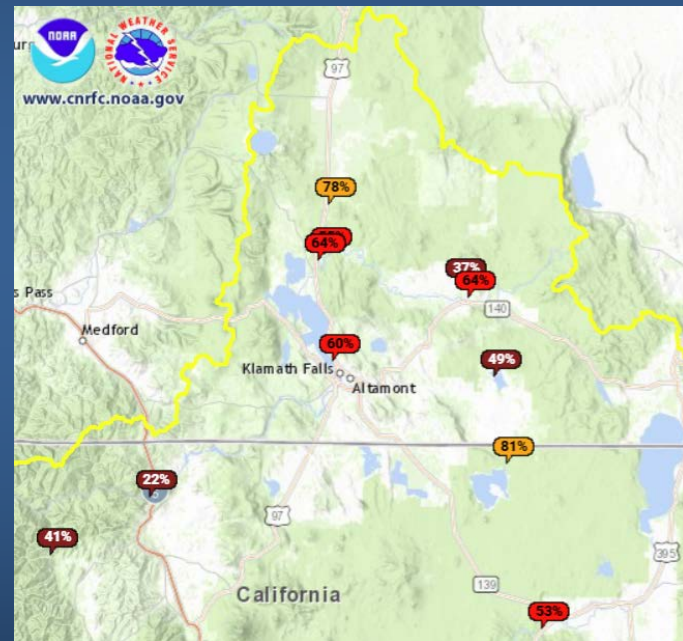 NOAA
NATIONAL WEATHER SERVICE
www.cnrfc.noaa.gov
97
78%
64%
37%
64%
s Pass
140
Medford
60%
Klamath Falls
49%
Altamont
81%
22%
5
41%
97
395
California
139
53%